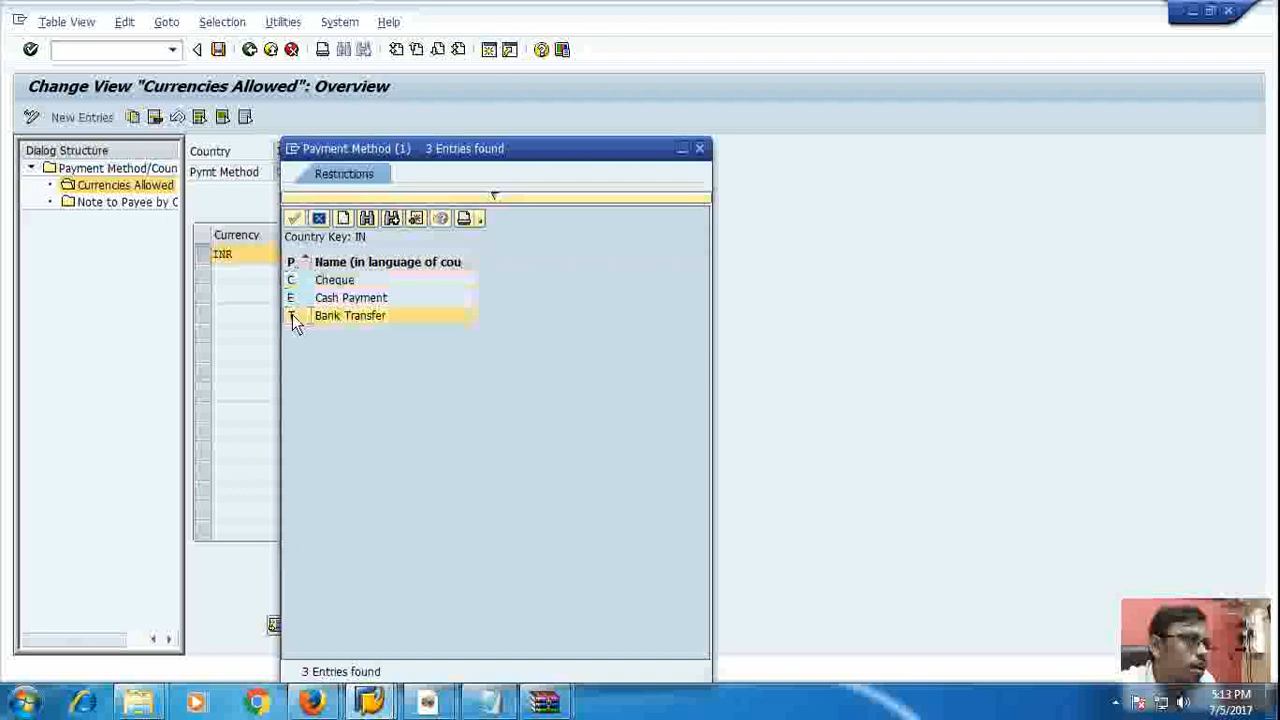 Table View Edit Goto Selection Utilities System Help
Change View "Currencies Allowed": Overview
New Entries
Dialog Structure
Payment Method/Coun
Currencies Allowed
Note to Payee by C
Country
Pymt Method
Currency
INR
Payment Method (1) 3 Entries found
Restrictions
Country Key: IN
P.. Name (in language of cou
C Cheque
E Cash Payment
Bank Transfer
3 Entries found
5:13 PM
7/5/2017